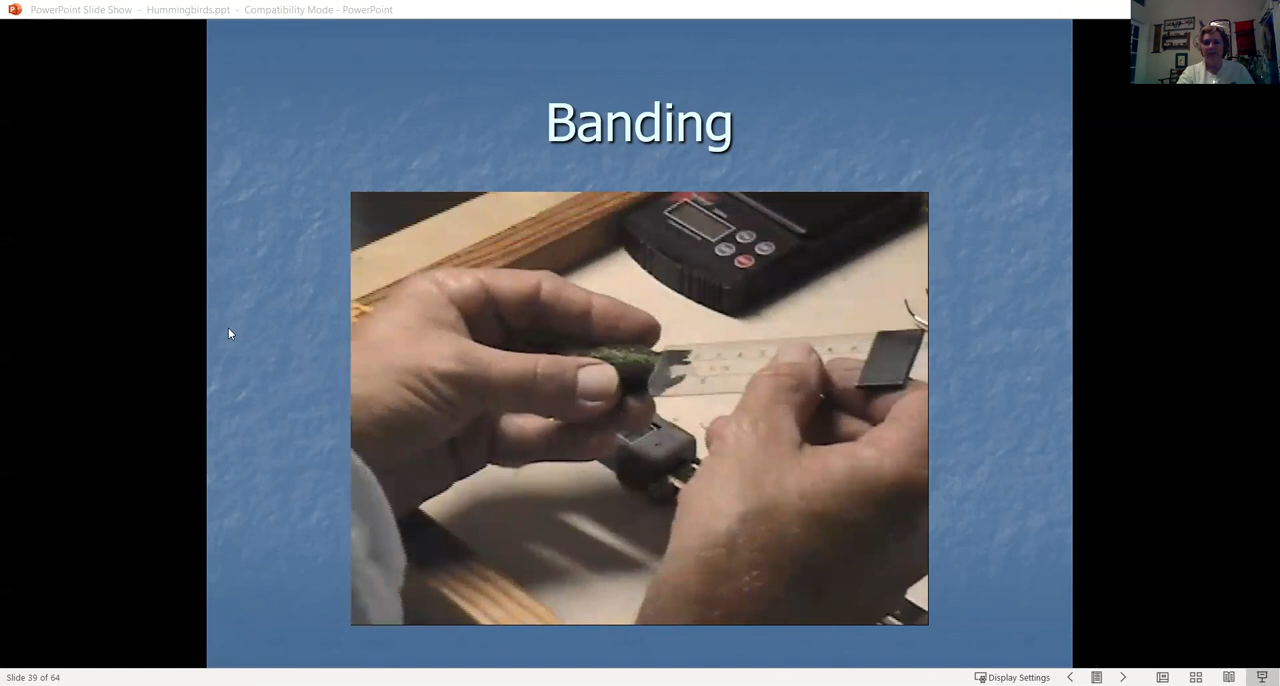 PowerPoint Slide Show - Hummingbirds.ppt - Compatibility Mode - PowerPoint
Banding
Slide 39 of 64
Display Settings